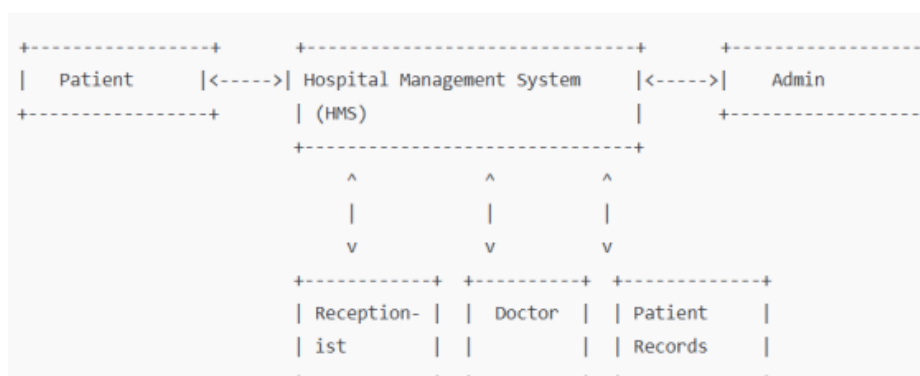 Patient Hospital Management System Admin
(HMS)
Reception- Doctor Patient
ist Records